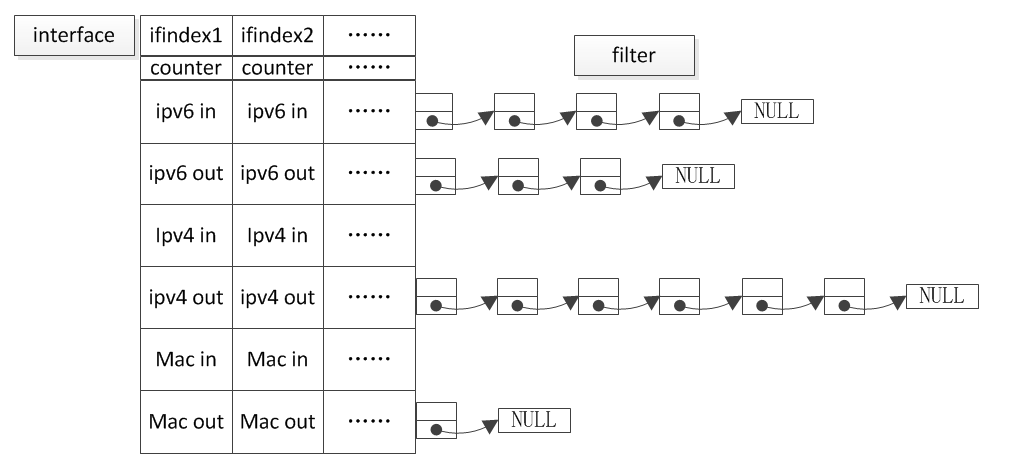 interface ifindex1 ifindex2 ······
filter
counter counter ······
ipv6 in ipv6 in ······ NULL
ipv6 out ipv6 out ······ NULL
Ipv4 in Ipv4 in ······
ipv4 out ipv4 out ······ NULL
Mac in Mac in ······
Mac out Mac out ······ NULL